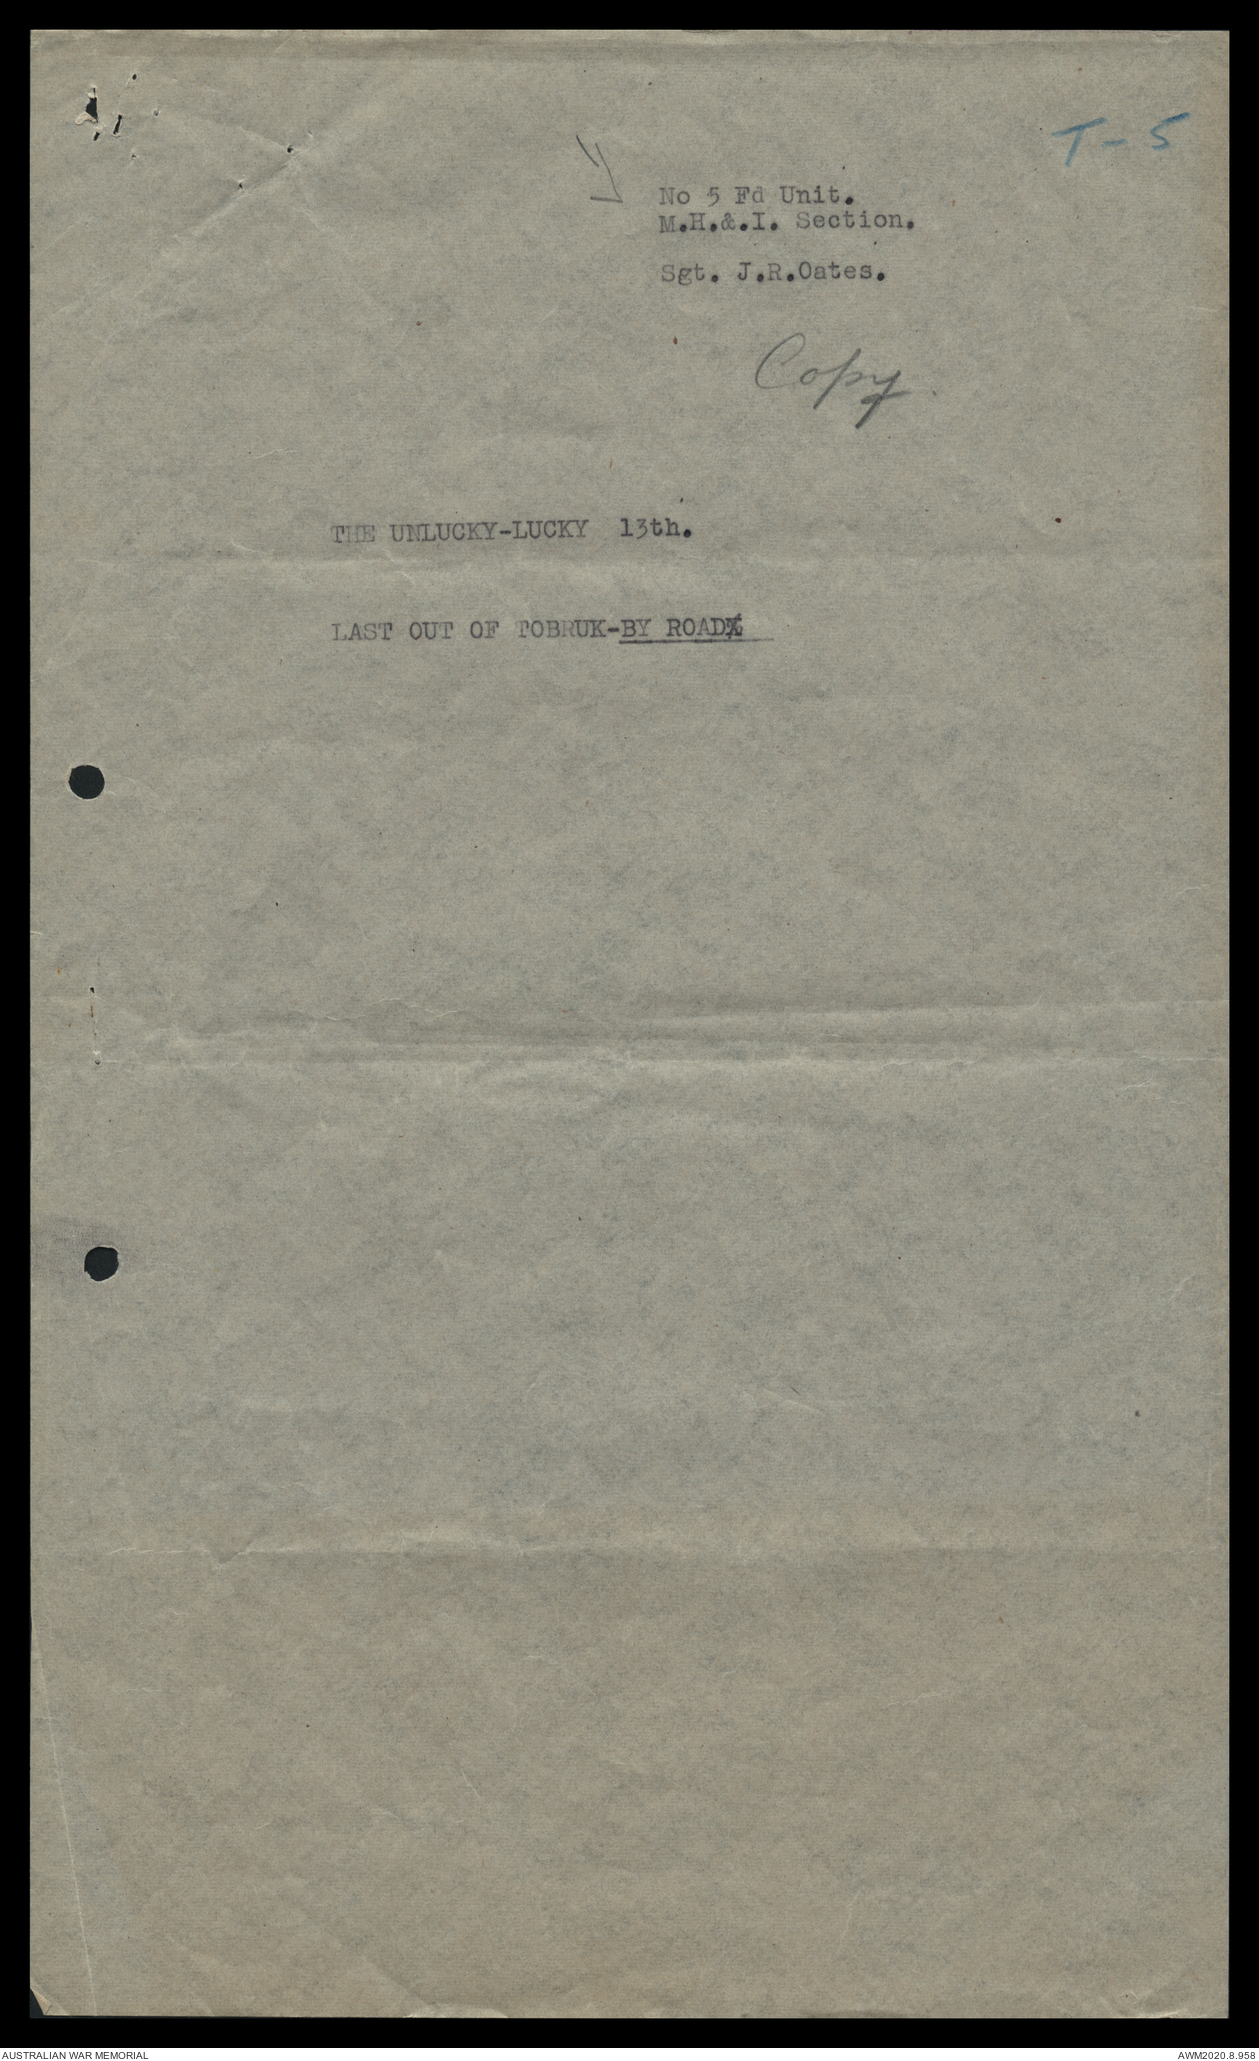 T-5
No 5 Fd Unit.
M.H.&.I. Section.
Sgt. J.R.Oates.
Copy.
THE UNLUCKY-LUCKY 13th.
LAST OUT OF TOBRUK-BY ROAD
AUSTRALIAN WAR MEMORIAL
AWM2020.8.958